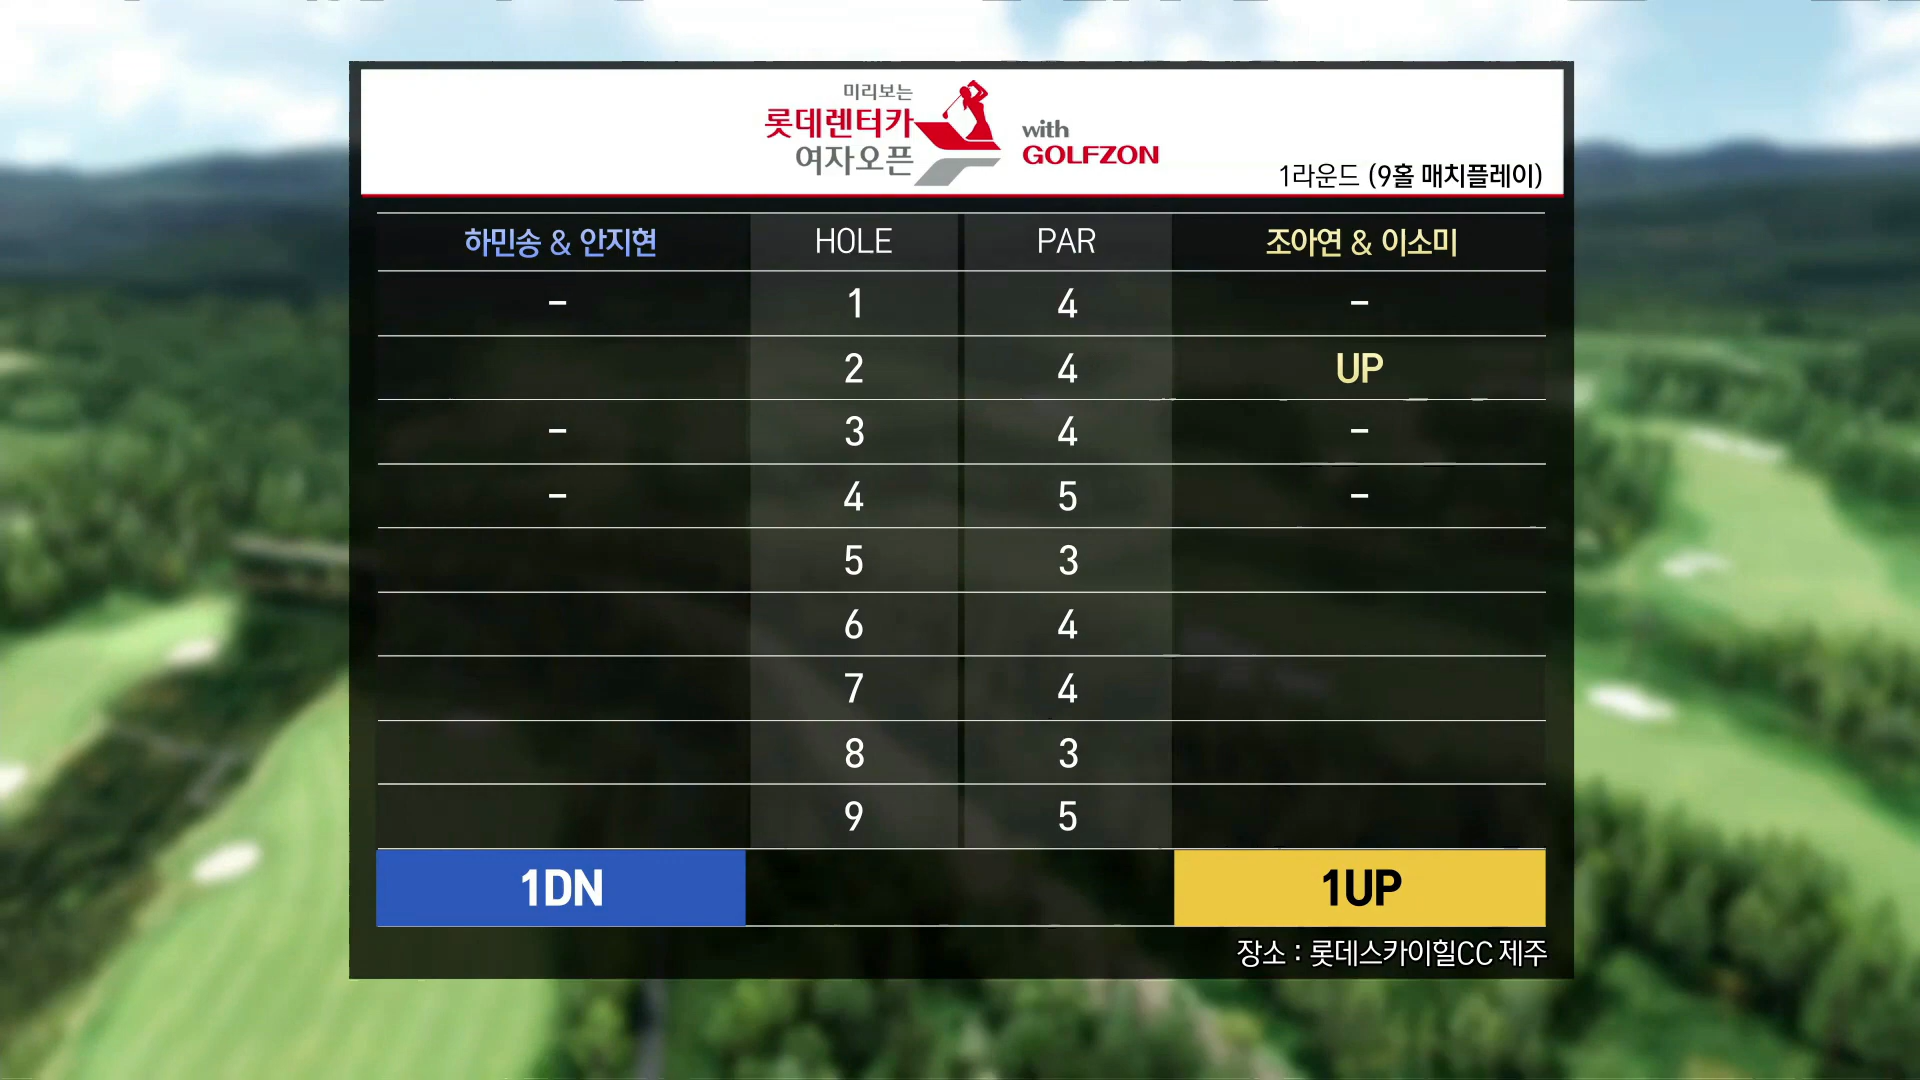 미리보는
롯데렌터카
여자오픈
with
GOLFZON
1라운드 (9홀 매치플레이)
하민송 & 안지현 HOLE PAR 조아연 & 이소미
- 1 4 -
2 4 UP
- 3 4 -
- 4 5 -
5 3
6 4
7 4
8 3
9 5
1DN 1UP
장소 : 롯데스카이힐CC 제주